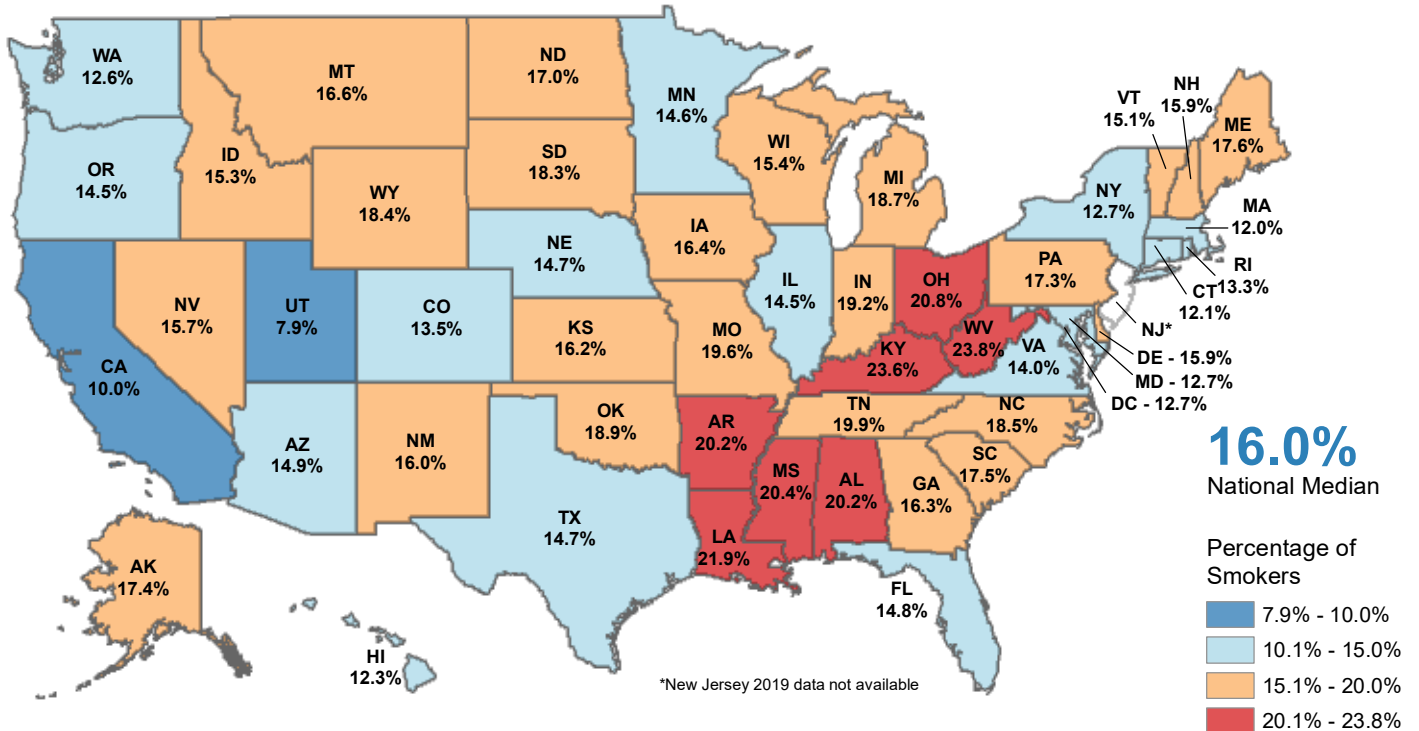 WA
12.6%
MT
16.6%
ND
17.0%
MN
14.6%
OR
14.5%
ID
15.3%
WY
18.4%
SD
18.3%
WI
15.4%
MI
18.7%
VT
15.1%
NH
15.9%
ME
17.6%
NY
12.7%
MA
12.0%
RI
13.3%
CT
12.1%
NJ*
DE - 15.9%
MD - 12.7%
DC - 12.7%
CA
10.0%
NV
15.7%
UT
7.9%
CO
13.5%
NE
14.7%
IA
16.4%
IL
14.5%
IN
19.2%
OH
20.8%
PA
17.3%
KS
16.2%
MO
19.6%
KY
23.6%
WV
23.8%
VA
14.0%
AZ
14.9%
NM
16.0%
OK
18.9%
AR
20.2%
TN
19.9%
NC
18.5%
SC
17.5%
MS
20.4%
AL
20.2%
GA
16.3%
TX
14.7%
LA
21.9%
FL
14.8%
AK
17.4%
HI
12.3%
*New Jersey 2019 data not available
16.0%
National Median
Percentage of
Smokers
7.9% - 10.0%
10.1% - 15.0%
15.1% - 20.0%
20.1% - 23.8%